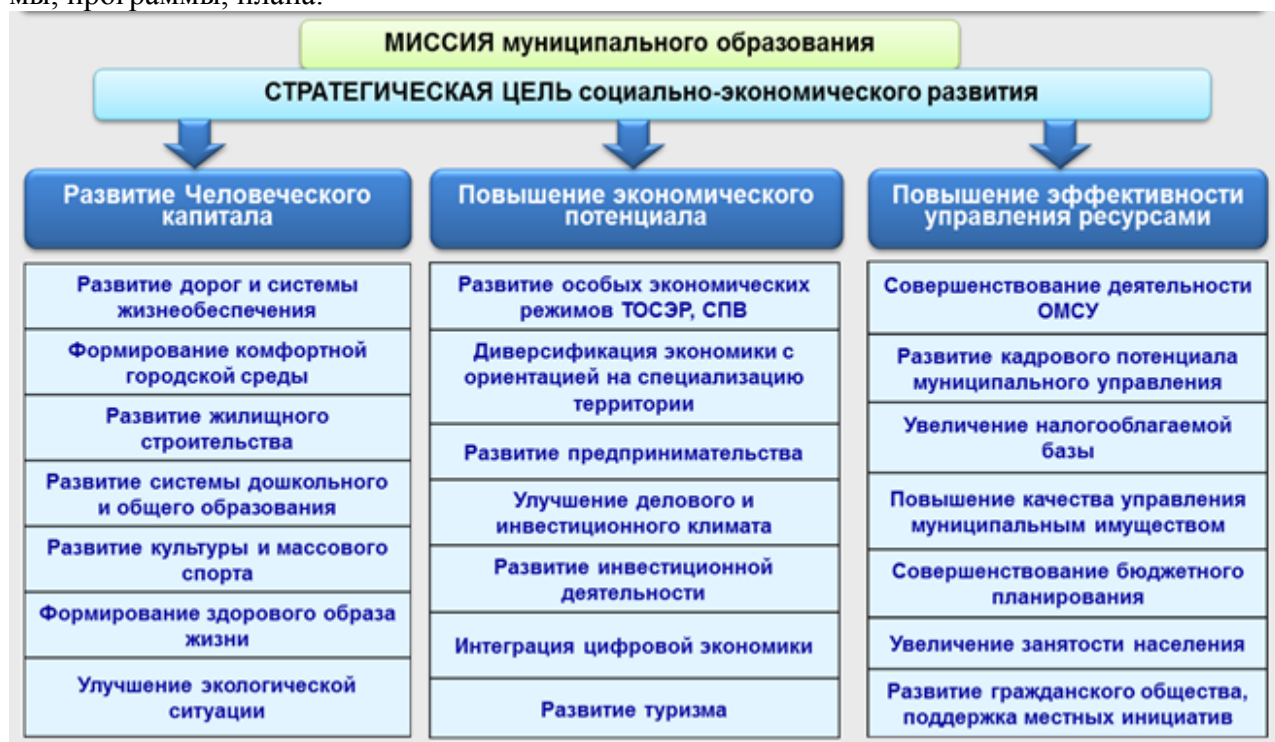 мы, программы, плана.
МИССИЯ муниципального образования
СТРАТЕГИЧЕСКАЯ ЦЕЛЬ социально-экономического развития
Развитие Человеческого
капитала
Развитие дорог и системы
жизнеобеспечения
Формирование комфортной
городской среды
Развитие жилищного
строительства
Развитие системы дошкольного
и общего образования
Развитие культуры и массового
спорта
Формирование здорового образа
жизни
Улучшение экологической
ситуации
Повышение экономического
потенциала
Развитие особых экономических
режимов ТОСЭР, СПВ
Диверсификация экономики с
ориентацией на специализацию
территории
Развитие предпринимательства
Улучшение делового и
инвестиционного климата
Развитие инвестиционной
деятельности
Интеграция цифровой экономики
Развитие туризма
Повышение эффективности
управления ресурсами
Совершенствование деятельности
ОМСУ
Развитие кадрового потенциала
муниципального управления
Увеличение налогооблагаемой
базы
Повышение качества управления
муниципальным имуществом
Совершенствование бюджетного
планирования
Увеличение занятости населения
Развитие гражданского общества,
поддержка местных инициатив